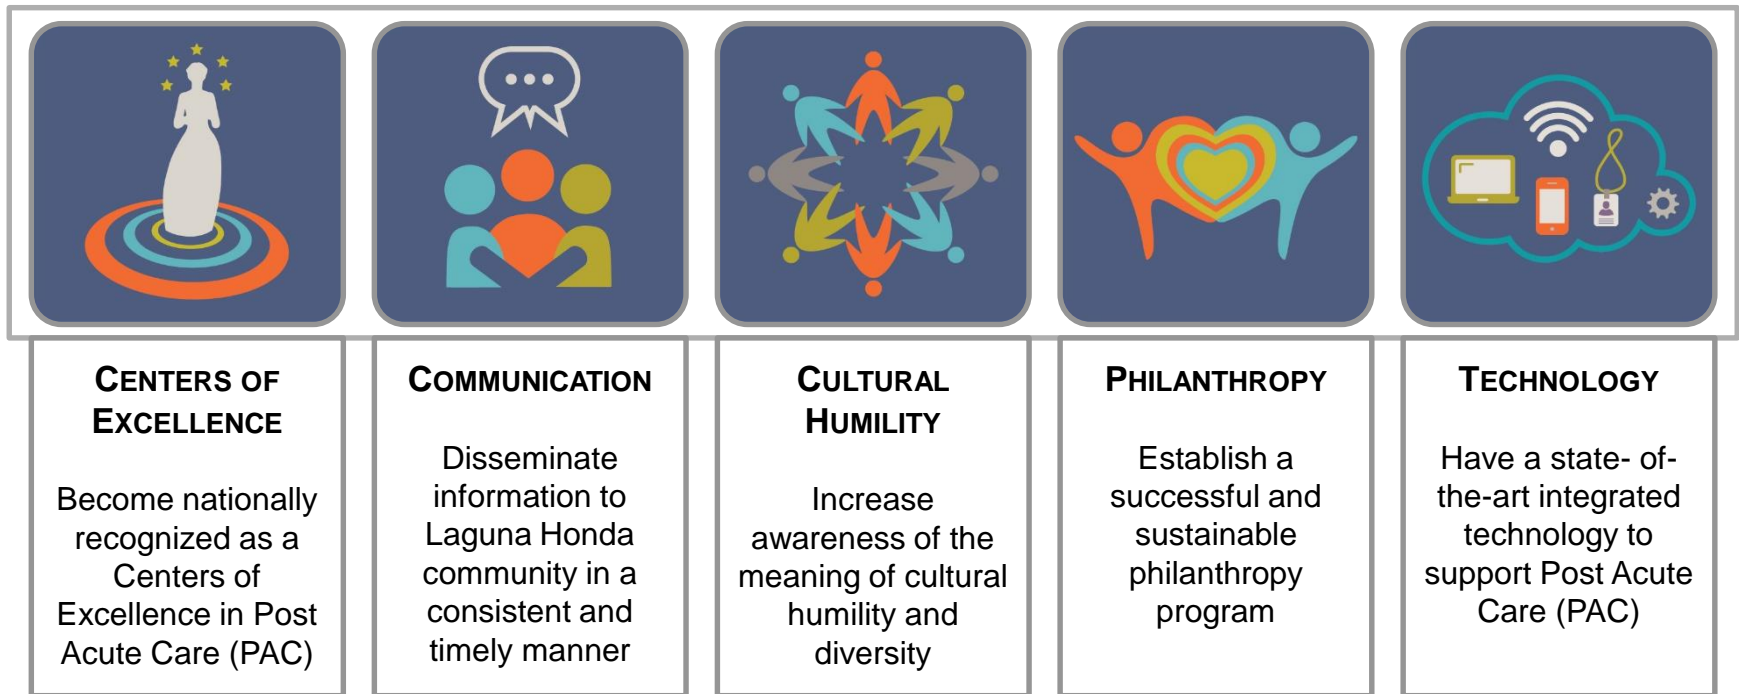 CENTERS OF
EXCELLENCE
Become nationally
recognized as a
Centers of
Excellence in Post
Acute Care (PAC)
COMMUNICATION
Disseminate
information to
Laguna Honda
community in a
consistent and
timely manner
CULTURAL
HUMILITY
Increase
awareness of the
meaning of cultural
humility and
diversity
PHILANTHROPY
Establish a
successful and
sustainable
philanthropy
program
TECHNOLOGY
Have a state- of-
the-art integrated
technology to
support Post Acute
Care (PAC)